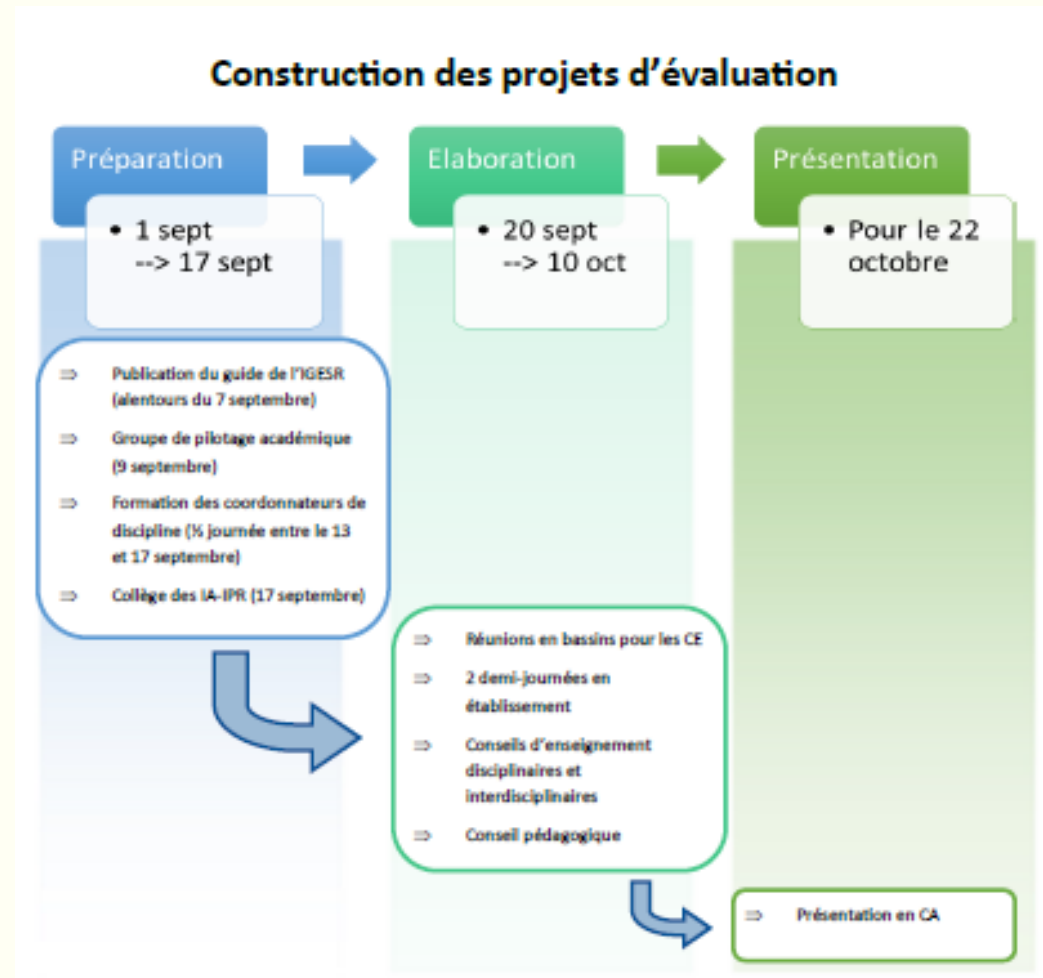 Construction des projets d'évaluation
Préparation
Elaboration
Présentation
• 1 sept
--> 17 sept
• 20 sept
--> 10 oct
• Pour le 22
octobre
⇒ Publication du guide de l'IGESR
(alentours du 7 septembre)
⇒ Groupe de pilotage académique
(9 septembre)
⇒ Formation des coordonnateurs de
discipline (½ journée entre le 13
et 17 septembre)
⇒ Collège des IA-IPR (17 septembre)
⇒ Réunions en bassins pour les CE
⇒ 2 demi-journées en
établissement
⇒ Conseils d'enseignement
disciplinaires et
interdisciplinaires
⇒ Conseil pédagogique
⇒ Présentation en CA